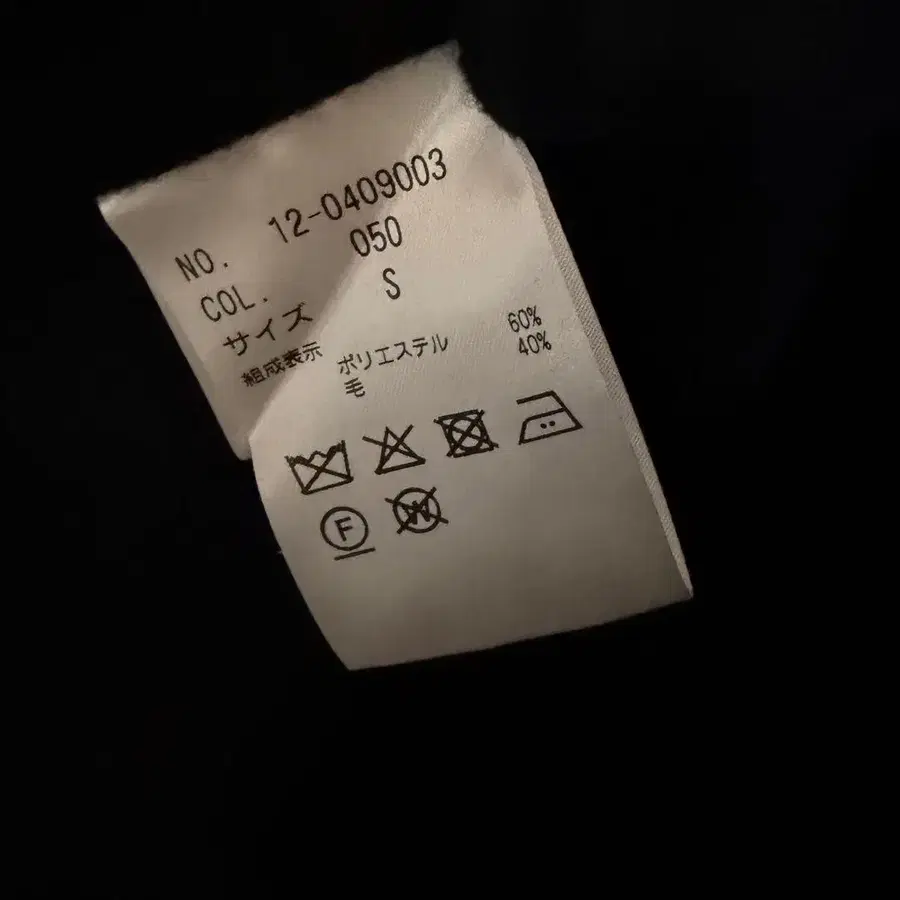 NO. 12-0409003
COL. 050
サイズ S
組成表示 ポリエステル 60%
毛 40%
F W